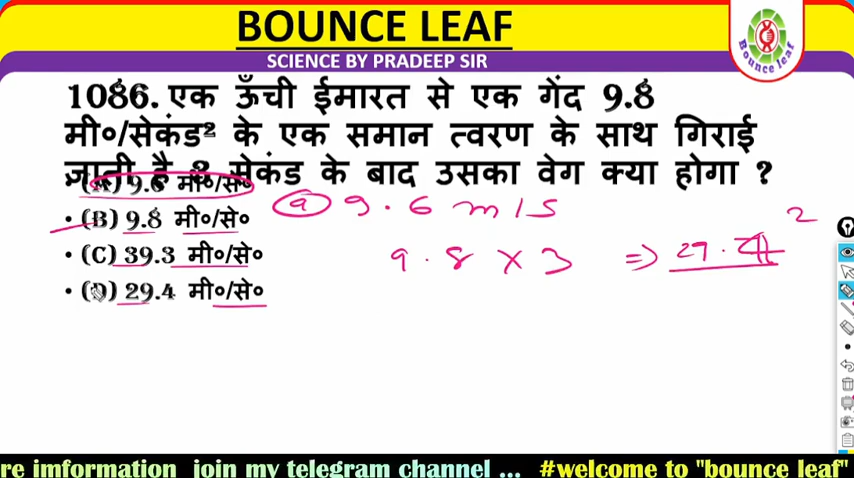 BOUNCE LEAF
SCIENCE BY PRADEEP SIR
Bounce leaf
1086. एक ऊँची ईमारत से एक गेंद 9.8
मी०/सेकंड² के एक समान त्वरण के साथ गिराई
जाती है 3 सेकंड के बाद उसका वेग क्या होगा ?
(A) 9.6 मी०/से०
• (B) 9.8 मी०/से०
• (C) 39.3 मी०/से०
• (D) 29.4 मी०/से०
a 9.6 m/s
2
9.8 × 3 ⇒ 29.4
re imformation join my telegram channel ... #welcome to "bounce leaf"